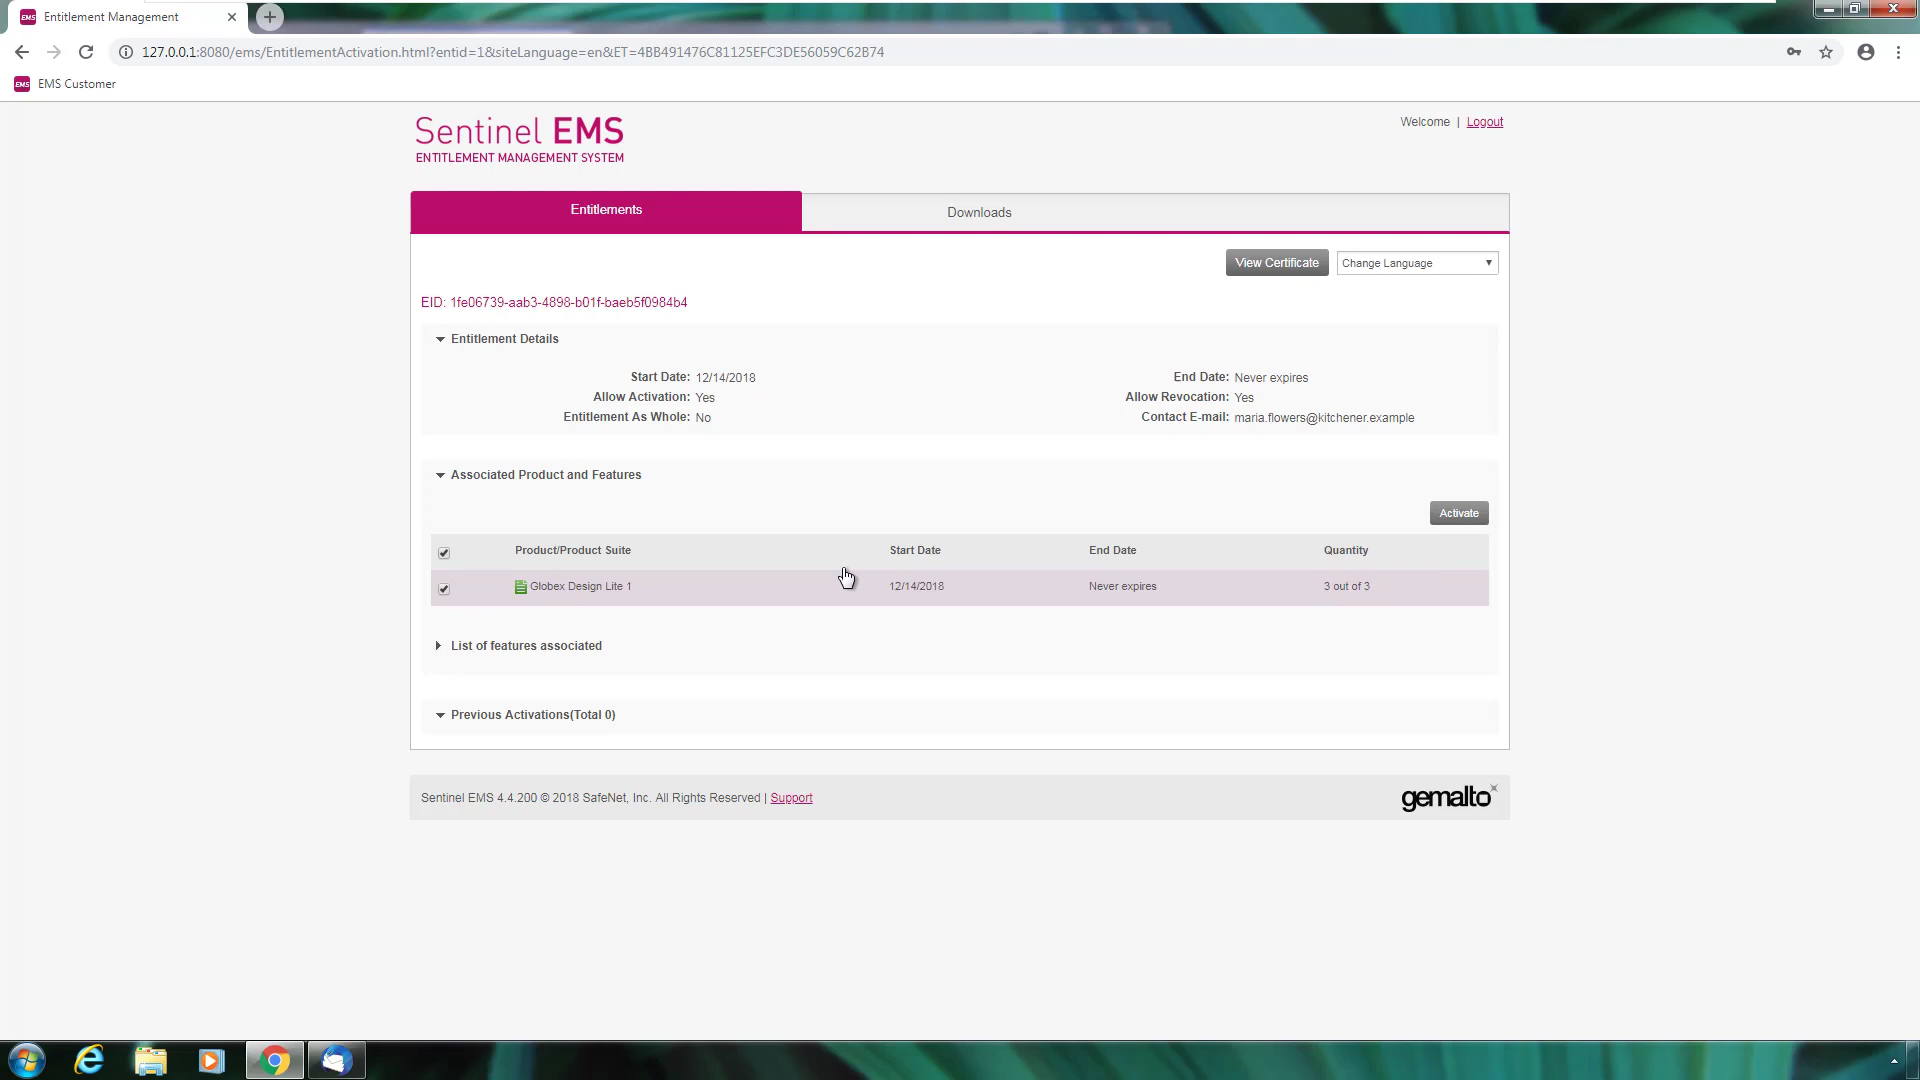 EMS Entitlement Management
127.0.0.1:8080/ems/EntitlementActivation.html?entid=1&siteLanguage=en&ET=4BB491476C81125EFC3DE56059C62B74
EMS EMS Customer
Sentinel EMS
ENTITLEMENT MANAGEMENT SYSTEM
Welcome | Logout
Entitlements Downloads
View Certificate Change Language
EID: 1fe06739-aab3-4898-b01f-baeb5f0984b4
Entitlement Details
Start Date: 12/14/2018 End Date: Never expires
Allow Activation: Yes Allow Revocation: Yes
Entitlement As Whole: No Contact E-mail: maria.flowers@kitchener.example
Associated Product and Features
Activate
Product/Product Suite Start Date End Date Quantity
Globex Design Lite 1 12/14/2018 Never expires 3 out of 3
List of features associated
Previous Activations(Total 0)
Sentinel EMS 4.4.200 © 2018 SafeNet, Inc. All Rights Reserved | Support
gemalto